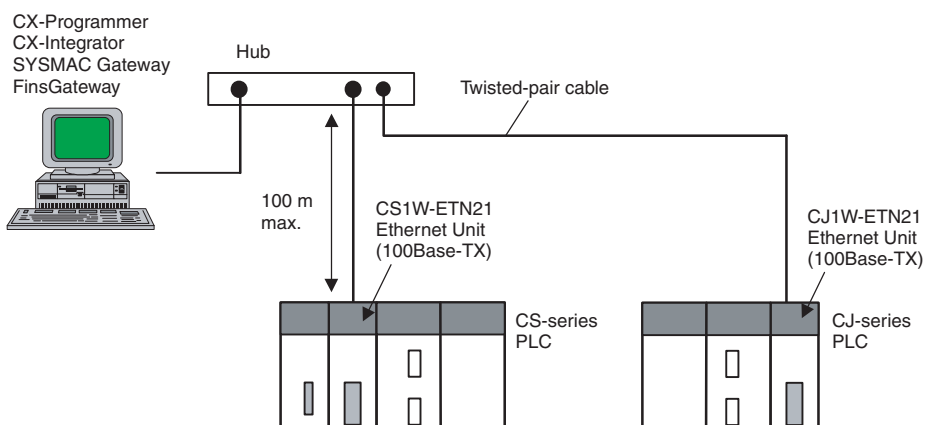 CX-Programmer
CX-Integrator
SYSMAC Gateway
FinsGateway
Hub
Twisted-pair cable
100 m
max.
CS1W-ETN21
Ethernet Unit
(100Base-TX)
CJ1W-ETN21
Ethernet Unit
(100Base-TX)
CS-series
PLC
CJ-series
PLC